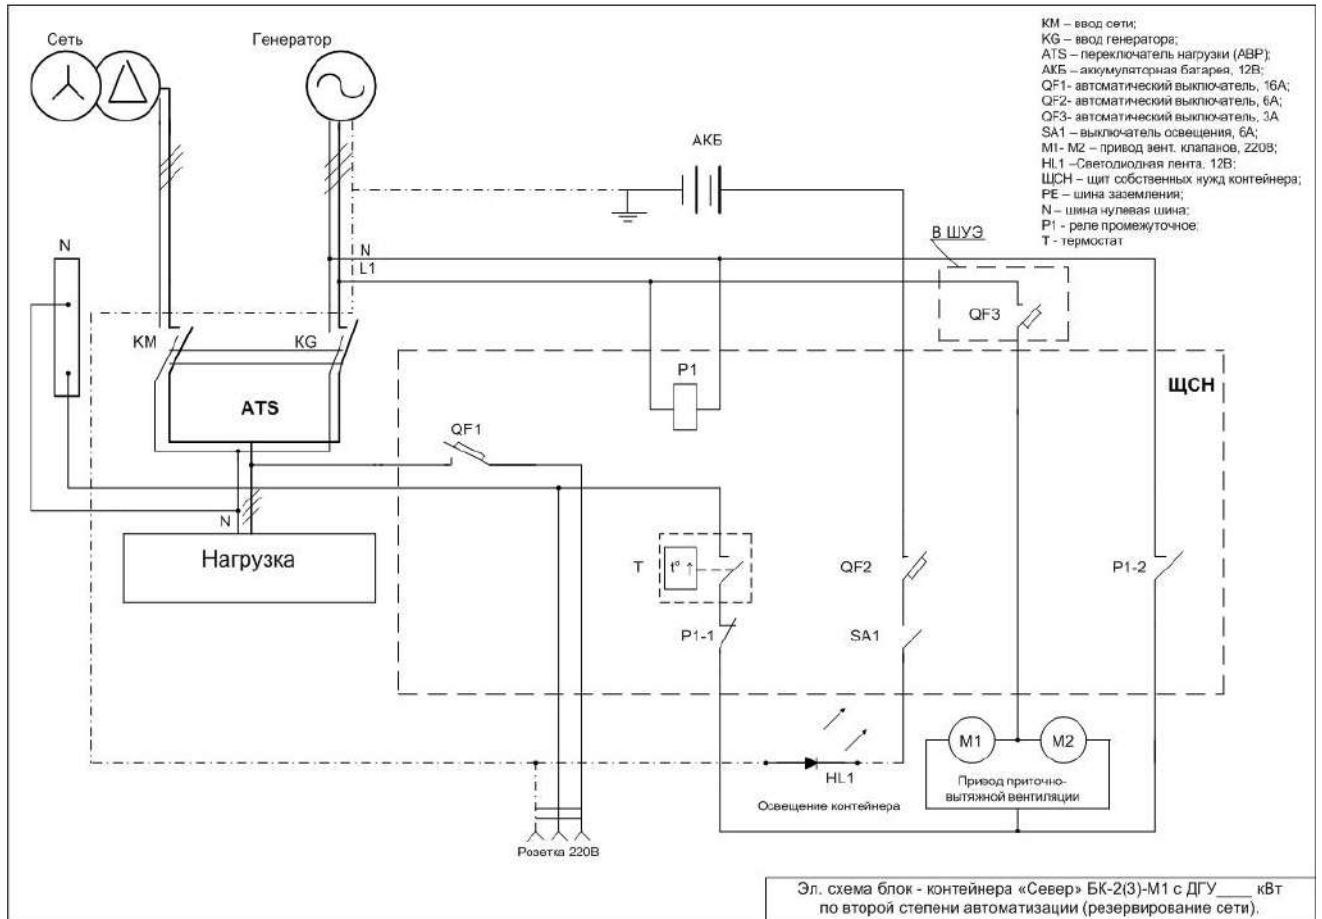 Сеть
Генератор
KM – ввод сети;
KG – ввод генератора;
ATS – переключатель нагрузки (АВР);
АКБ – аккумуляторная батарея, 12В;
QF1- автоматический выключатель, 16А;
QF2- автоматический выключатель, 6А;
QF3- автоматический выключатель, 3А
SA1 – выключатель освещения, 6А;
М1- М2 – привод вент. клапанов, 220В;
HL1 –Светодиодная лента, 12В;
ЩСН – щит собственных нужд контейнера;
PE – шина заземления;
N – шина нулевая шина;
P1 - реле промежуточное;
T - термостат
АКБ
В ШУЭ
N
N
L1
QF3
KM
KG
P1
ЩСН
ATS
QF1
N
Нагрузка
T
t° ↑
QF2
P1-2
P1-1
SA1
M1
M2
HL1
Привод приточно-
вытяжной вентиляции
Освещение контейнера
Розетка 220В
Эл. схема блок - контейнера «Север» БК-2(3)-М1 с ДГУ____ кВт
по второй степени автоматизации (резервирование сети).